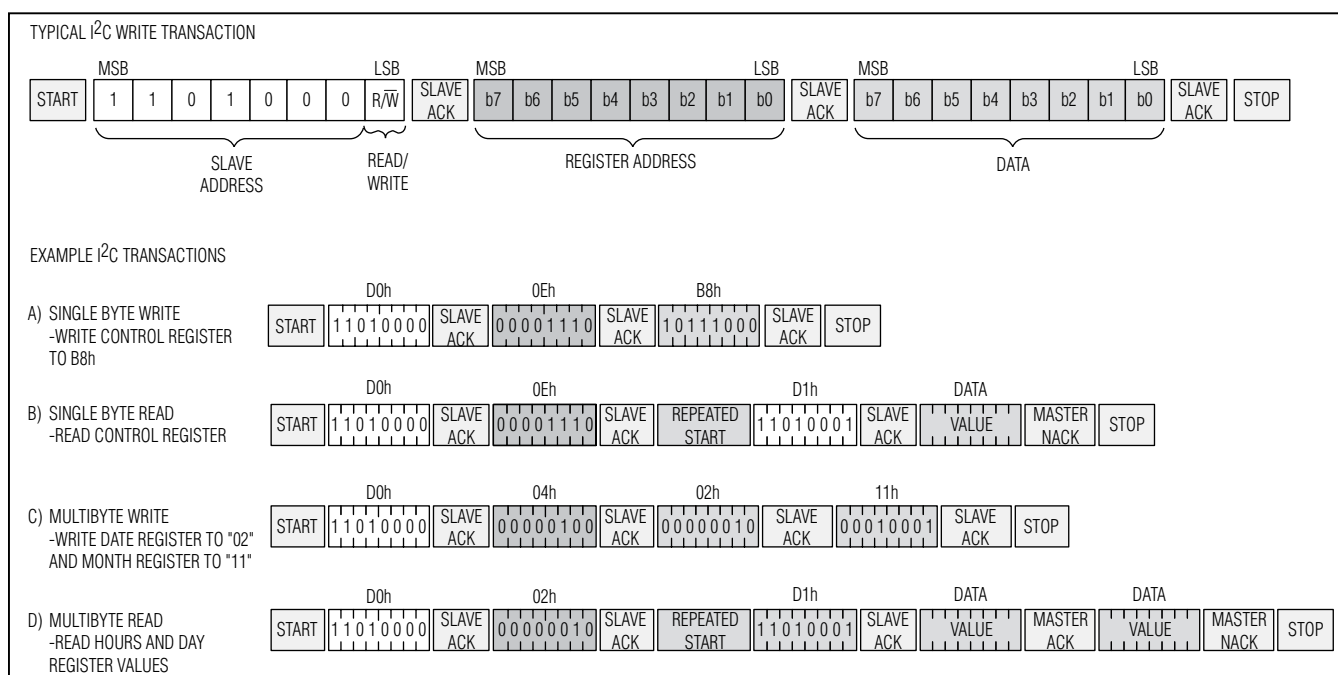 TYPICAL I2C WRITE TRANSACTION
MSB LSB MSB LSB MSB LSB
START 1 1 0 1 0 0 0 R/W̅ SLAVE ACK b7 b6 b5 b4 b3 b2 b1 b0 SLAVE ACK b7 b6 b5 b4 b3 b2 b1 b0 SLAVE ACK STOP
SLAVE ADDRESS READ/WRITE REGISTER ADDRESS DATA
EXAMPLE I2C TRANSACTIONS
D0h 0Eh B8h
A) SINGLE BYTE WRITE
-WRITE CONTROL REGISTER
TO B8h
START 11010000 SLAVE ACK 00001110 SLAVE ACK 10111000 SLAVE ACK STOP
D0h 0Eh D1h DATA
B) SINGLE BYTE READ
-READ CONTROL REGISTER
START 11010000 SLAVE ACK 00001110 SLAVE ACK REPEATED START 11010001 SLAVE ACK VALUE MASTER NACK STOP
D0h 04h 02h 11h
C) MULTIBYTE WRITE
-WRITE DATE REGISTER TO "02"
AND MONTH REGISTER TO "11"
START 11010000 SLAVE ACK 00000100 SLAVE ACK 00000010 SLAVE ACK 00010001 SLAVE ACK STOP
D0h 02h D1h DATA DATA
D) MULTIBYTE READ
-READ HOURS AND DAY
REGISTER VALUES
START 11010000 SLAVE ACK 00000010 SLAVE ACK REPEATED START 11010001 SLAVE ACK VALUE MASTER ACK VALUE MASTER NACK STOP